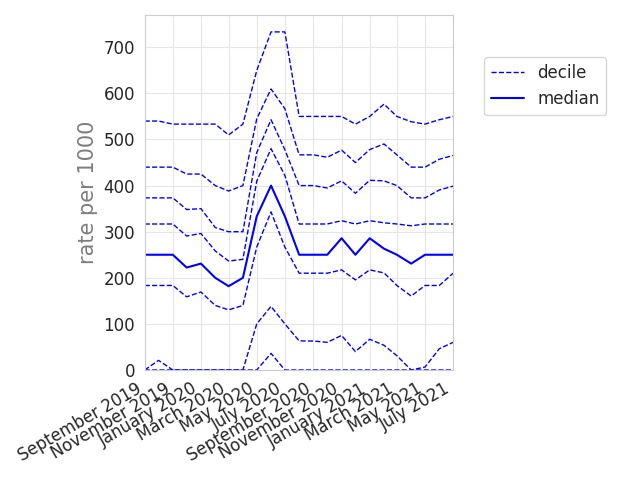 rate per 1000
700
600
500
400
300
200
100
0
September 2019
November 2019
January 2020
March 2020
May 2020
July 2020
September 2020
November 2020
January 2021
March 2021
May 2021
July 2021
decile
median